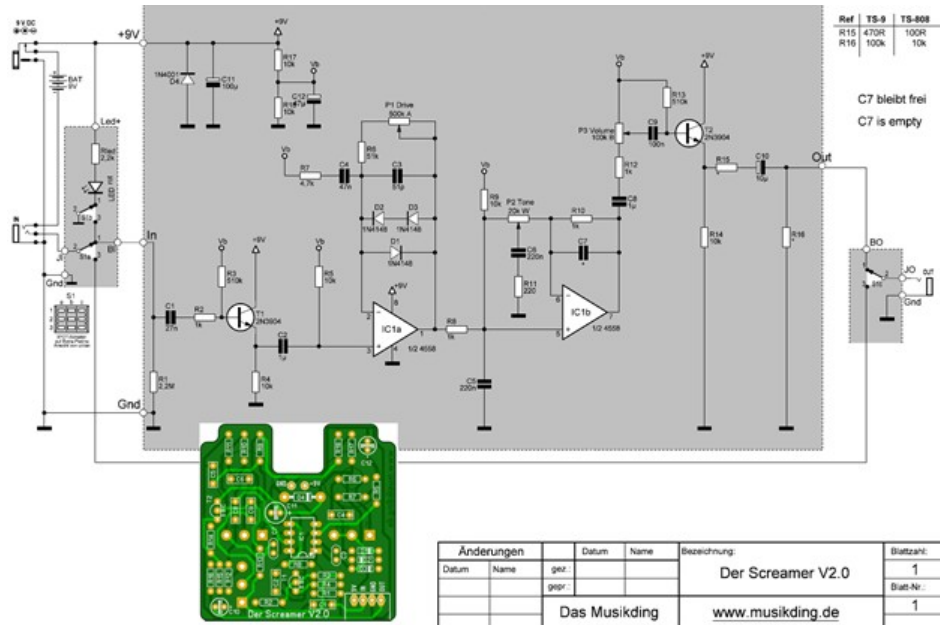 9 V DC
+9V
BAT
9V
Led+
Rled
2,2k
LED
IN
S1a
Gnd
S1
+9V
1N4001
D4
C11
100µ
R17
10k
Vb
10k
C12
47µ
P1 Drive
500k A
R6
51k
Vb
R7
4.7k
C4
47n
C3
51p
D2
D3
1N4148
1N4148
D1
1N4148
+9V
IC1a
1/2 4558
In
C1
27n
R2
1k
Vb
R3
510k
+9V
T1
2N3904
C2
1µ
Vb
R5
10k
R4
10k
R1
2,2M
Gnd
R8
1k
Vb
R9
10k
P2 Tone
20k W
C6
220n
R11
220
C5
220n
R10
1k
C7
IC1b
1/2 4558
Vb
P3 Volume
100k B
R12
1k
C8
1µ
C9
100n
R13
510k
+9V
T2
2N3904
R15
C10
10µ
R14
10k
R16
Out
BO
JO
OUT
Gnd
Ref TS-9 TS-808
R15 470R 100R
R16 100k 10k
C7 bleibt frei
C7 is empty
Der Screamer V2.0
Änderungen
Datum Name
Datum Name
gez.:
gepr.:
Das Musikding
Bezeichnung:
Der Screamer V2.0
www.musikding.de
Blattzahl:
1
Blatt-Nr.:
1